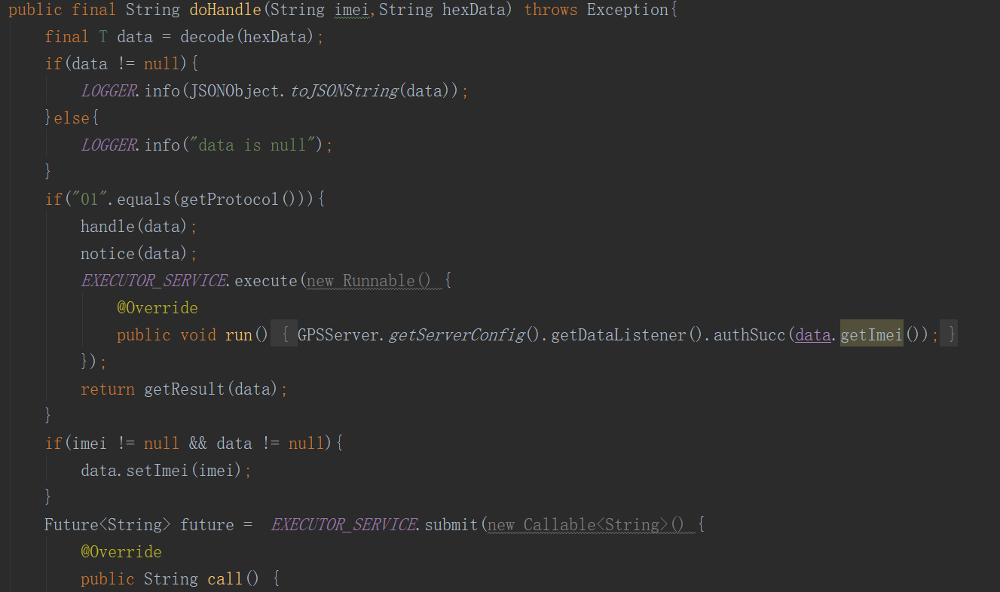 public final String doHandle(String imei,String hexData) throws Exception{
final T data = decode(hexData);
if(data != null){
LOGGER.info(JSONObject.toJSONString(data));
}else{
LOGGER.info("data is null");
}
if("01".equals(getProtocol())){
handle(data);
notice(data);
EXECUTOR_SERVICE.execute(new Runnable() {
@Override
public void run() { GPSServer.getServerConfig().getDataListener().authSucc(data.getImei()); }
});
return getResult(data);
}
if(imei != null && data != null){
data.setImei(imei);
}
Future<String> future =  EXECUTOR_SERVICE.submit(new Callable<String>() {
@Override
public String call() {